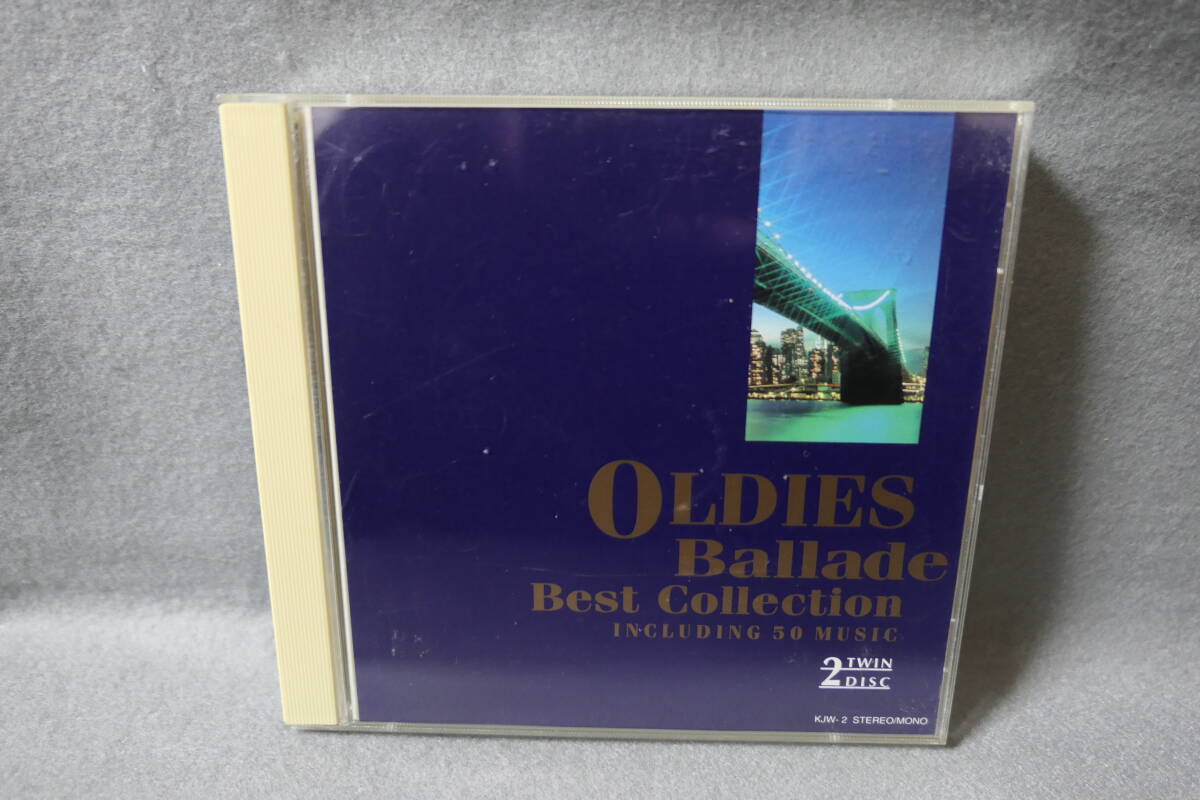 OLDIES
Ballade
Best Collection
INCLUDING 50 MUSIC
2 TWIN
DISC
KJW-2 STEREO/MONO